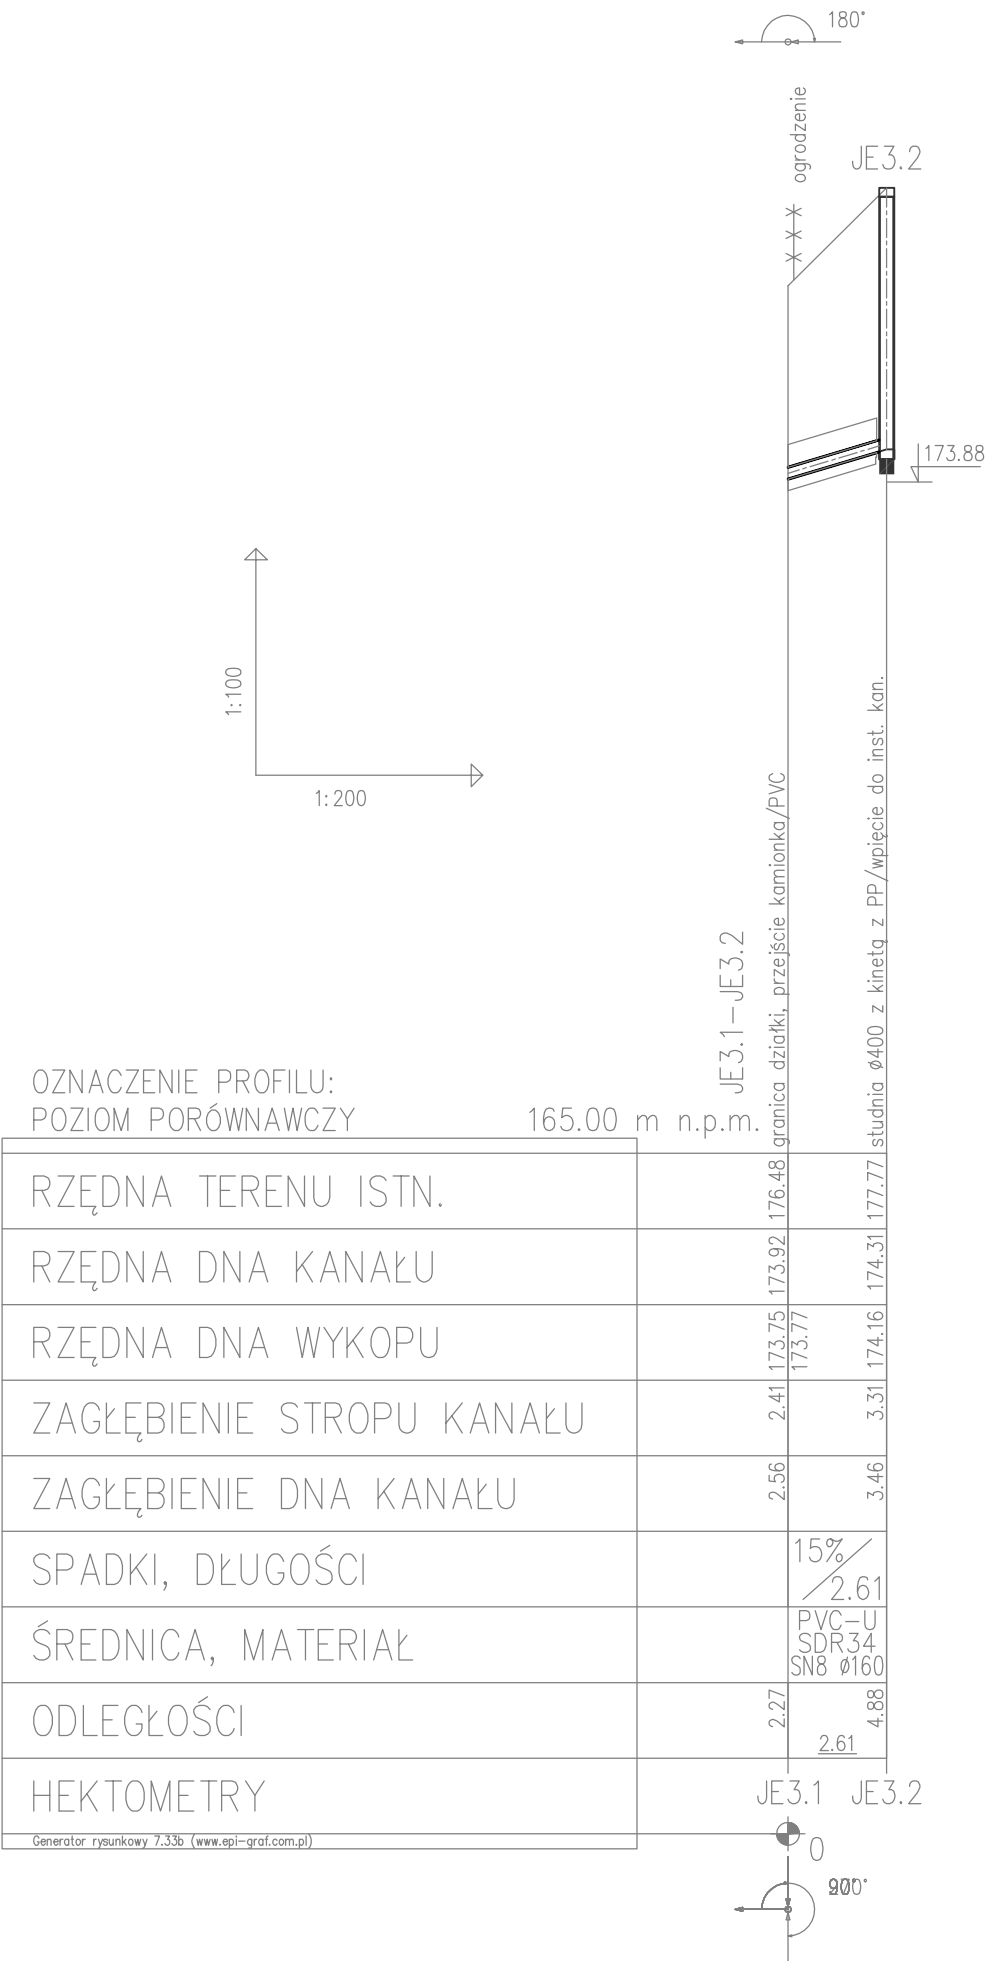 180°
ogrodzenie
JE3.2
173.88
1:100
1:200
JE3.1-JE3.2
granica działki, przejście kamionka/PVC
studnia ø400 z kinetą z PP/wpięcie do inst. kan.
OZNACZENIE PROFILU:
POZIOM PORÓWNAWCZY 165.00 m n.p.m.
RZĘDNA TERENU ISTN. 176.48 177.77
RZĘDNA DNA KANAŁU 173.92 174.31
RZĘDNA DNA WYKOPU 173.75 173.77 174.16
ZAGŁĘBIENIE STROPU KANAŁU 2.41 3.31
ZAGŁĘBIENIE DNA KANAŁU 2.56 3.46
SPADKI, DŁUGOŚCI 15% / 2.61
ŚREDNICA, MATERIAŁ
PVC-U
SDR34
SN8 ø160
ODLEGŁOŚCI 2.27 2.61 4.88
HEKTOMETRY
JE3.1 JE3.2
Generator rysunkowy 7.33b (www.epi-graf.com.pl)
0